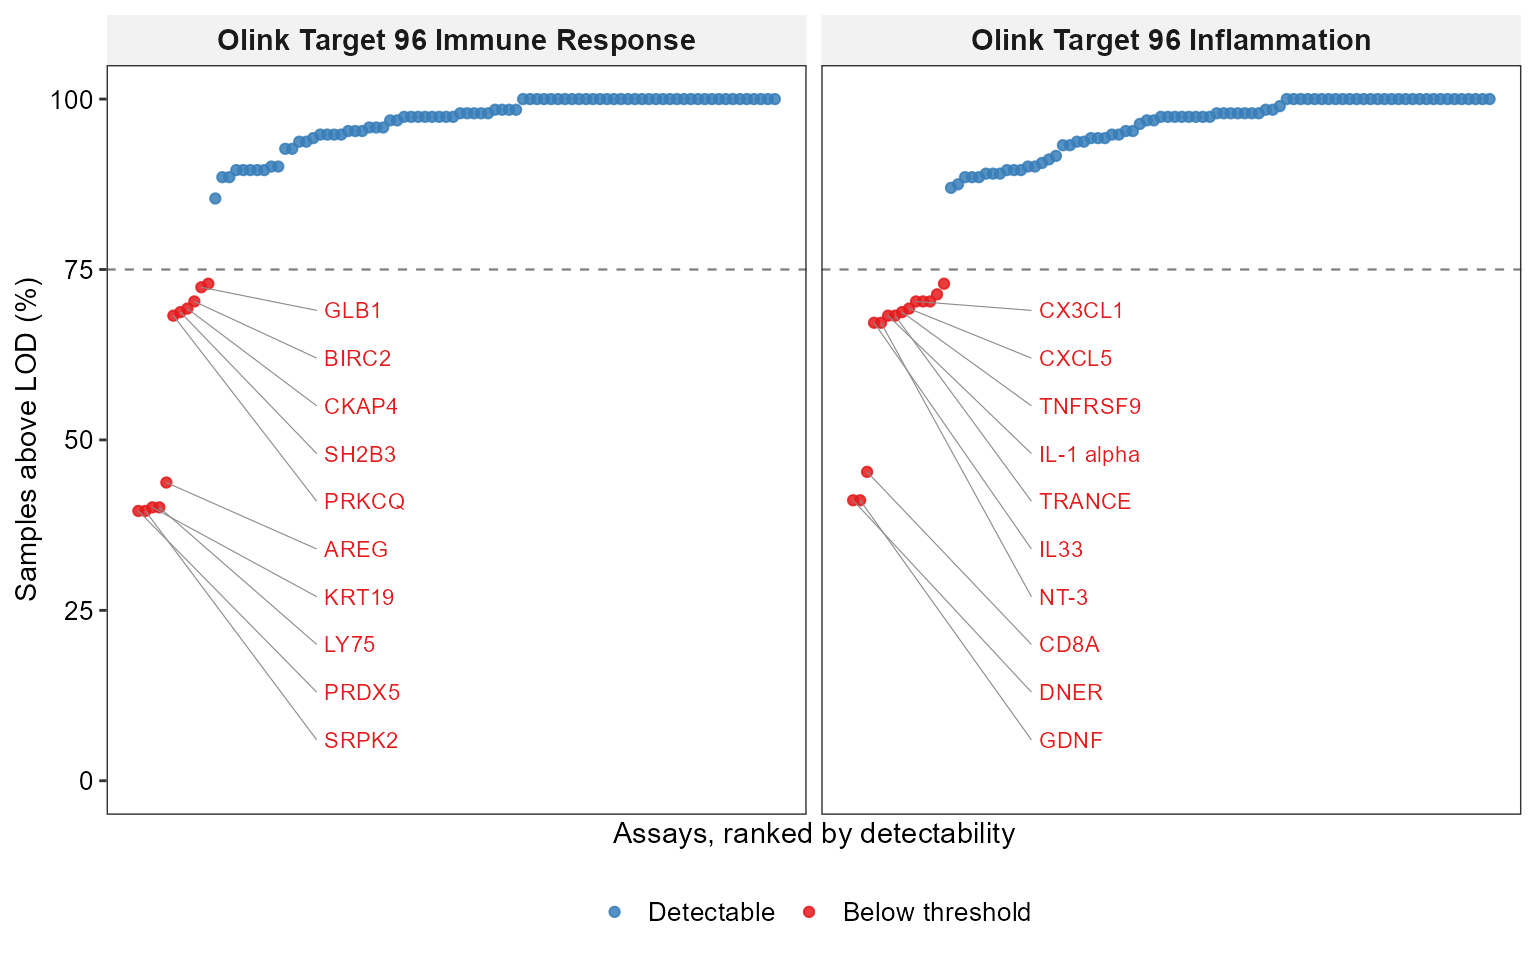 Olink Target 96 Immune Response
Olink Target 96 Inflammation
Samples above LOD (%)
100
75
50
25
0
GLB1
BIRC2
CKAP4
SH2B3
PRKCQ
AREG
KRT19
LY75
PRDX5
SRPK2
CX3CL1
CXCL5
TNFRSF9
IL-1 alpha
TRANCE
IL33
NT-3
CD8A
DNER
GDNF
Assays, ranked by detectability
Detectable
Below threshold